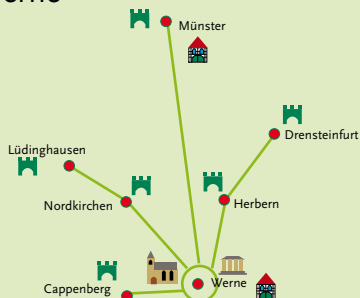 Münster
Drensteinfurt
Lüdinghausen
Nordkirchen
Herbern
Werne
Cappenberg